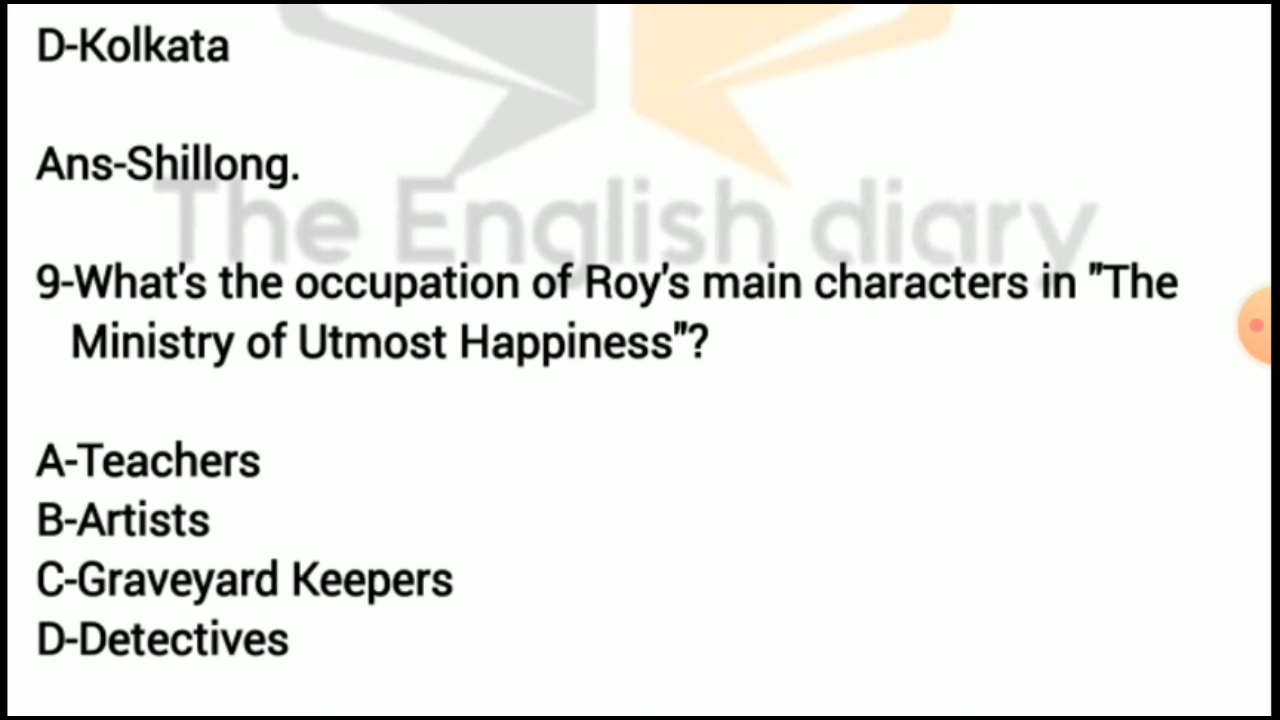 D-Kolkata
Ans-Shillong.
The English diary
9-What's the occupation of Roy's main characters in "The
Ministry of Utmost Happiness"?
A-Teachers
B-Artists
C-Graveyard Keepers
D-Detectives